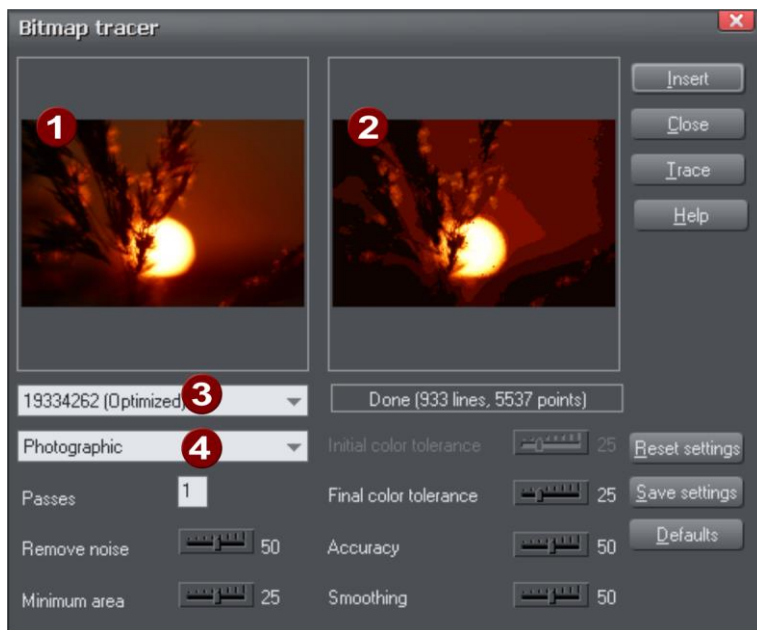 Bitmap tracer
1
2
Insert
Close
Trace
Help
19334262 (Optimized) 3
Done (933 lines, 5537 points)
Photographic 4
Initial color tolerance 25
Reset settings
Passes 1
Final color tolerance 25
Save settings
Remove noise 50
Accuracy 50
Defaults
Minimum area 25
Smoothing 50